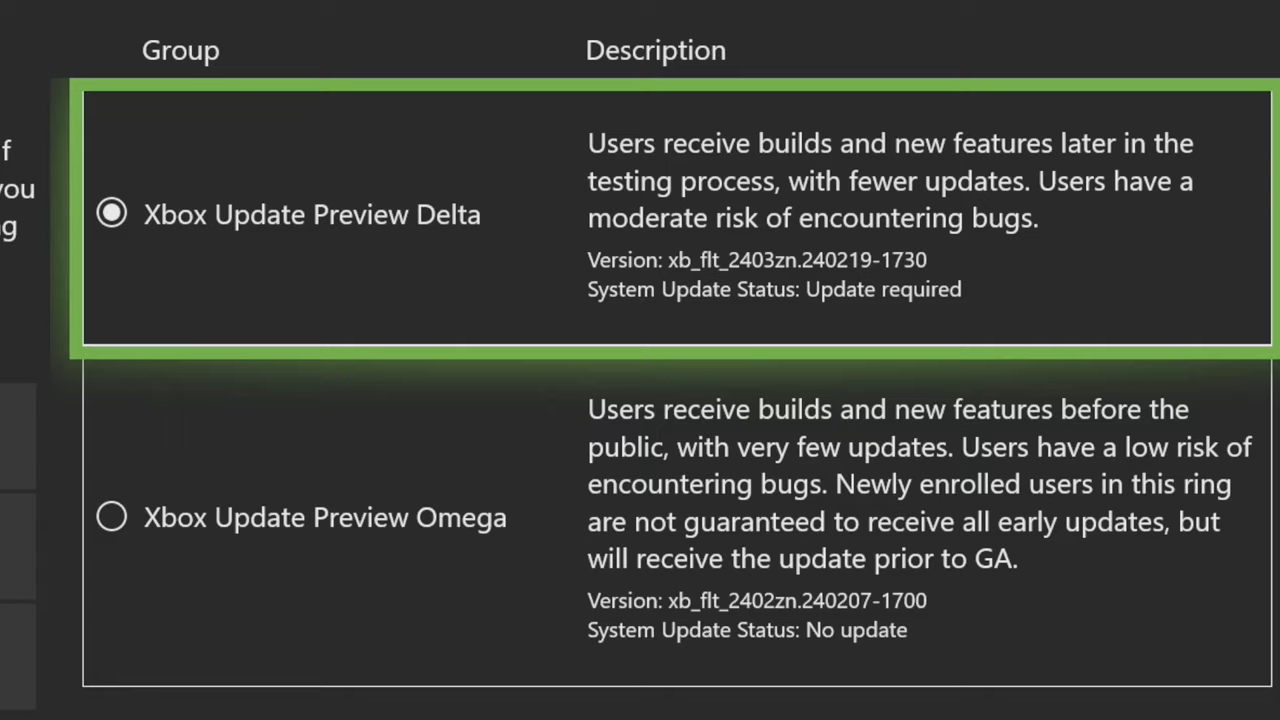 Group
Description
f
you
g
Xbox Update Preview Delta
Users receive builds and new features later in the
testing process, with fewer updates. Users have a
moderate risk of encountering bugs.
Version: xb_flt_2403zn.240219-1730
System Update Status: Update required
Xbox Update Preview Omega
Users receive builds and new features before the
public, with very few updates. Users have a low risk of
encountering bugs. Newly enrolled users in this ring
are not guaranteed to receive all early updates, but
will receive the update prior to GA.
Version: xb_flt_2402zn.240207-1700
System Update Status: No update